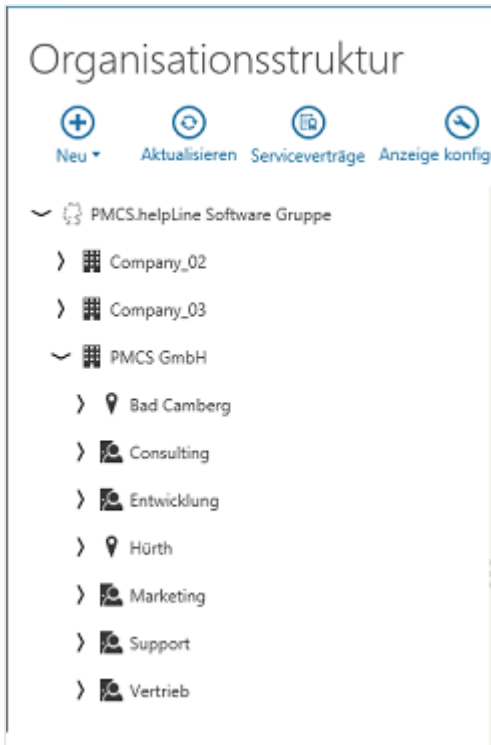 Organisationsstruktur
Neu Aktualisieren Serviceverträge Anzeige konfig
PMCS.helpLine Software Gruppe
Company_02
Company_03
PMCS GmbH
Bad Camberg
Consulting
Entwicklung
Hürth
Marketing
Support
Vertrieb